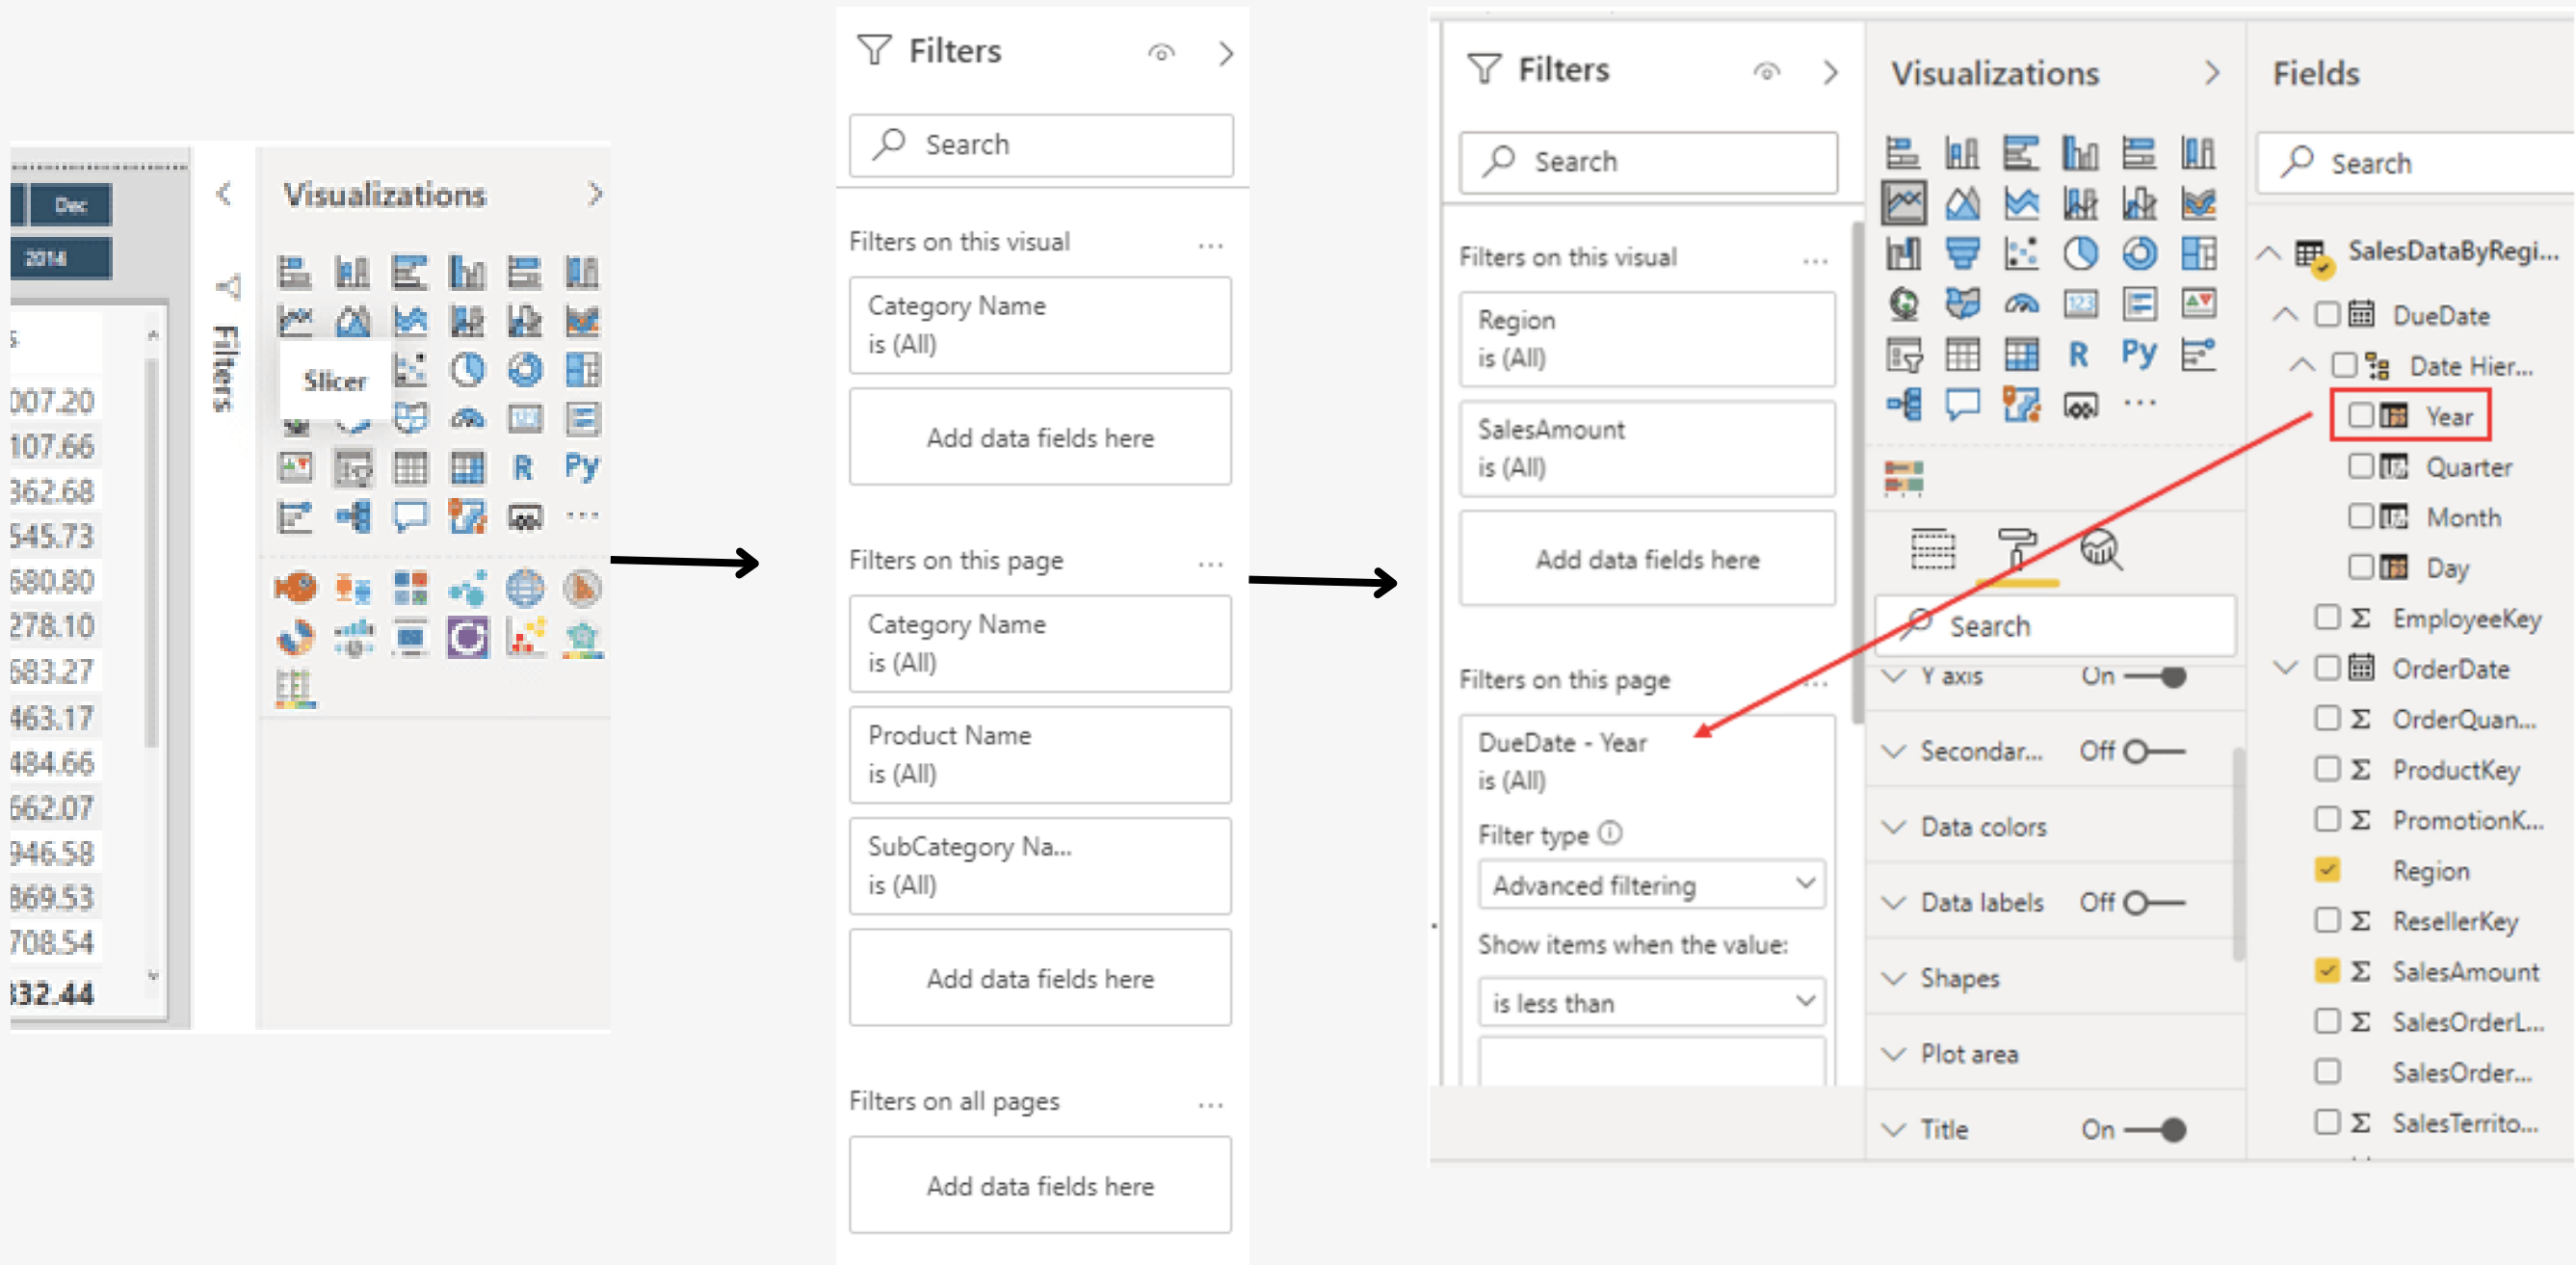 Dec
2014
s
007.20
107.66
362.68
545.73
680.80
278.10
683.27
463.17
484.66
662.07
946.58
869.53
708.54
332.44
Filters
Visualizations
Slicer
123
R
Py
Filters
Search
Filters on this visual
Category Name
is (All)
Add data fields here
Filters on this page
Category Name
is (All)
Product Name
is (All)
SubCategory Na...
is (All)
Add data fields here
Filters on all pages
Add data fields here
Filters
Search
Filters on this visual
Region
is (All)
SalesAmount
is (All)
Add data fields here
Filters on this page
DueDate - Year
is (All)
Filter type
Advanced filtering
Show items when the value:
is less than
Visualizations
123
R
Py
Search
Y axis On
Secondar... Off
Data colors
Data labels Off
Shapes
Plot area
Title On
Fields
Search
SalesDataByRegi...
DueDate
Date Hier...
Year
Quarter
Month
Day
Σ EmployeeKey
OrderDate
Σ OrderQuan...
Σ ProductKey
Σ PromotionK...
Region
Σ ResellerKey
Σ SalesAmount
Σ SalesOrderL...
SalesOrder...
Σ SalesTerrito...